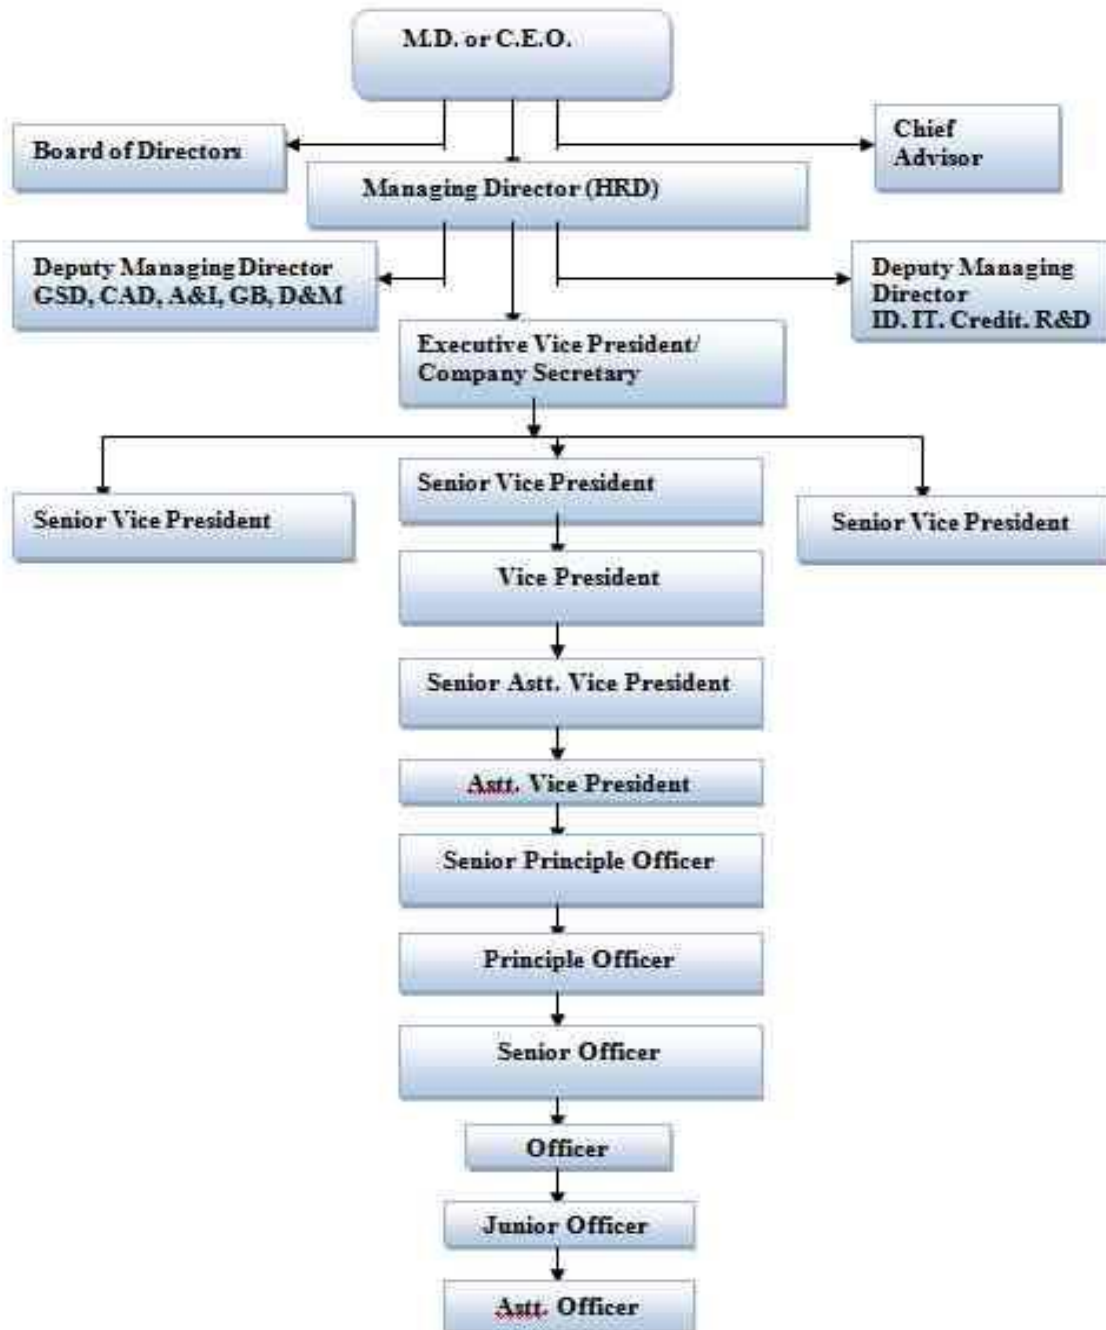 M.D. or C.E.O.
Board of Directors
Chief
Advisor
Managing Director (HRD)
Deputy Managing Director
GSD, CAD, A&I, GB, D&M
Deputy Managing
Director
ID. IT. Credit. R&D
Executive Vice President/
Company Secretary
Senior Vice President
Senior Vice President
Senior Vice President
Vice President
Senior Astt. Vice President
Astt. Vice President
Senior Principle Officer
Principle Officer
Senior Officer
Officer
Junior Officer
Astt. Officer